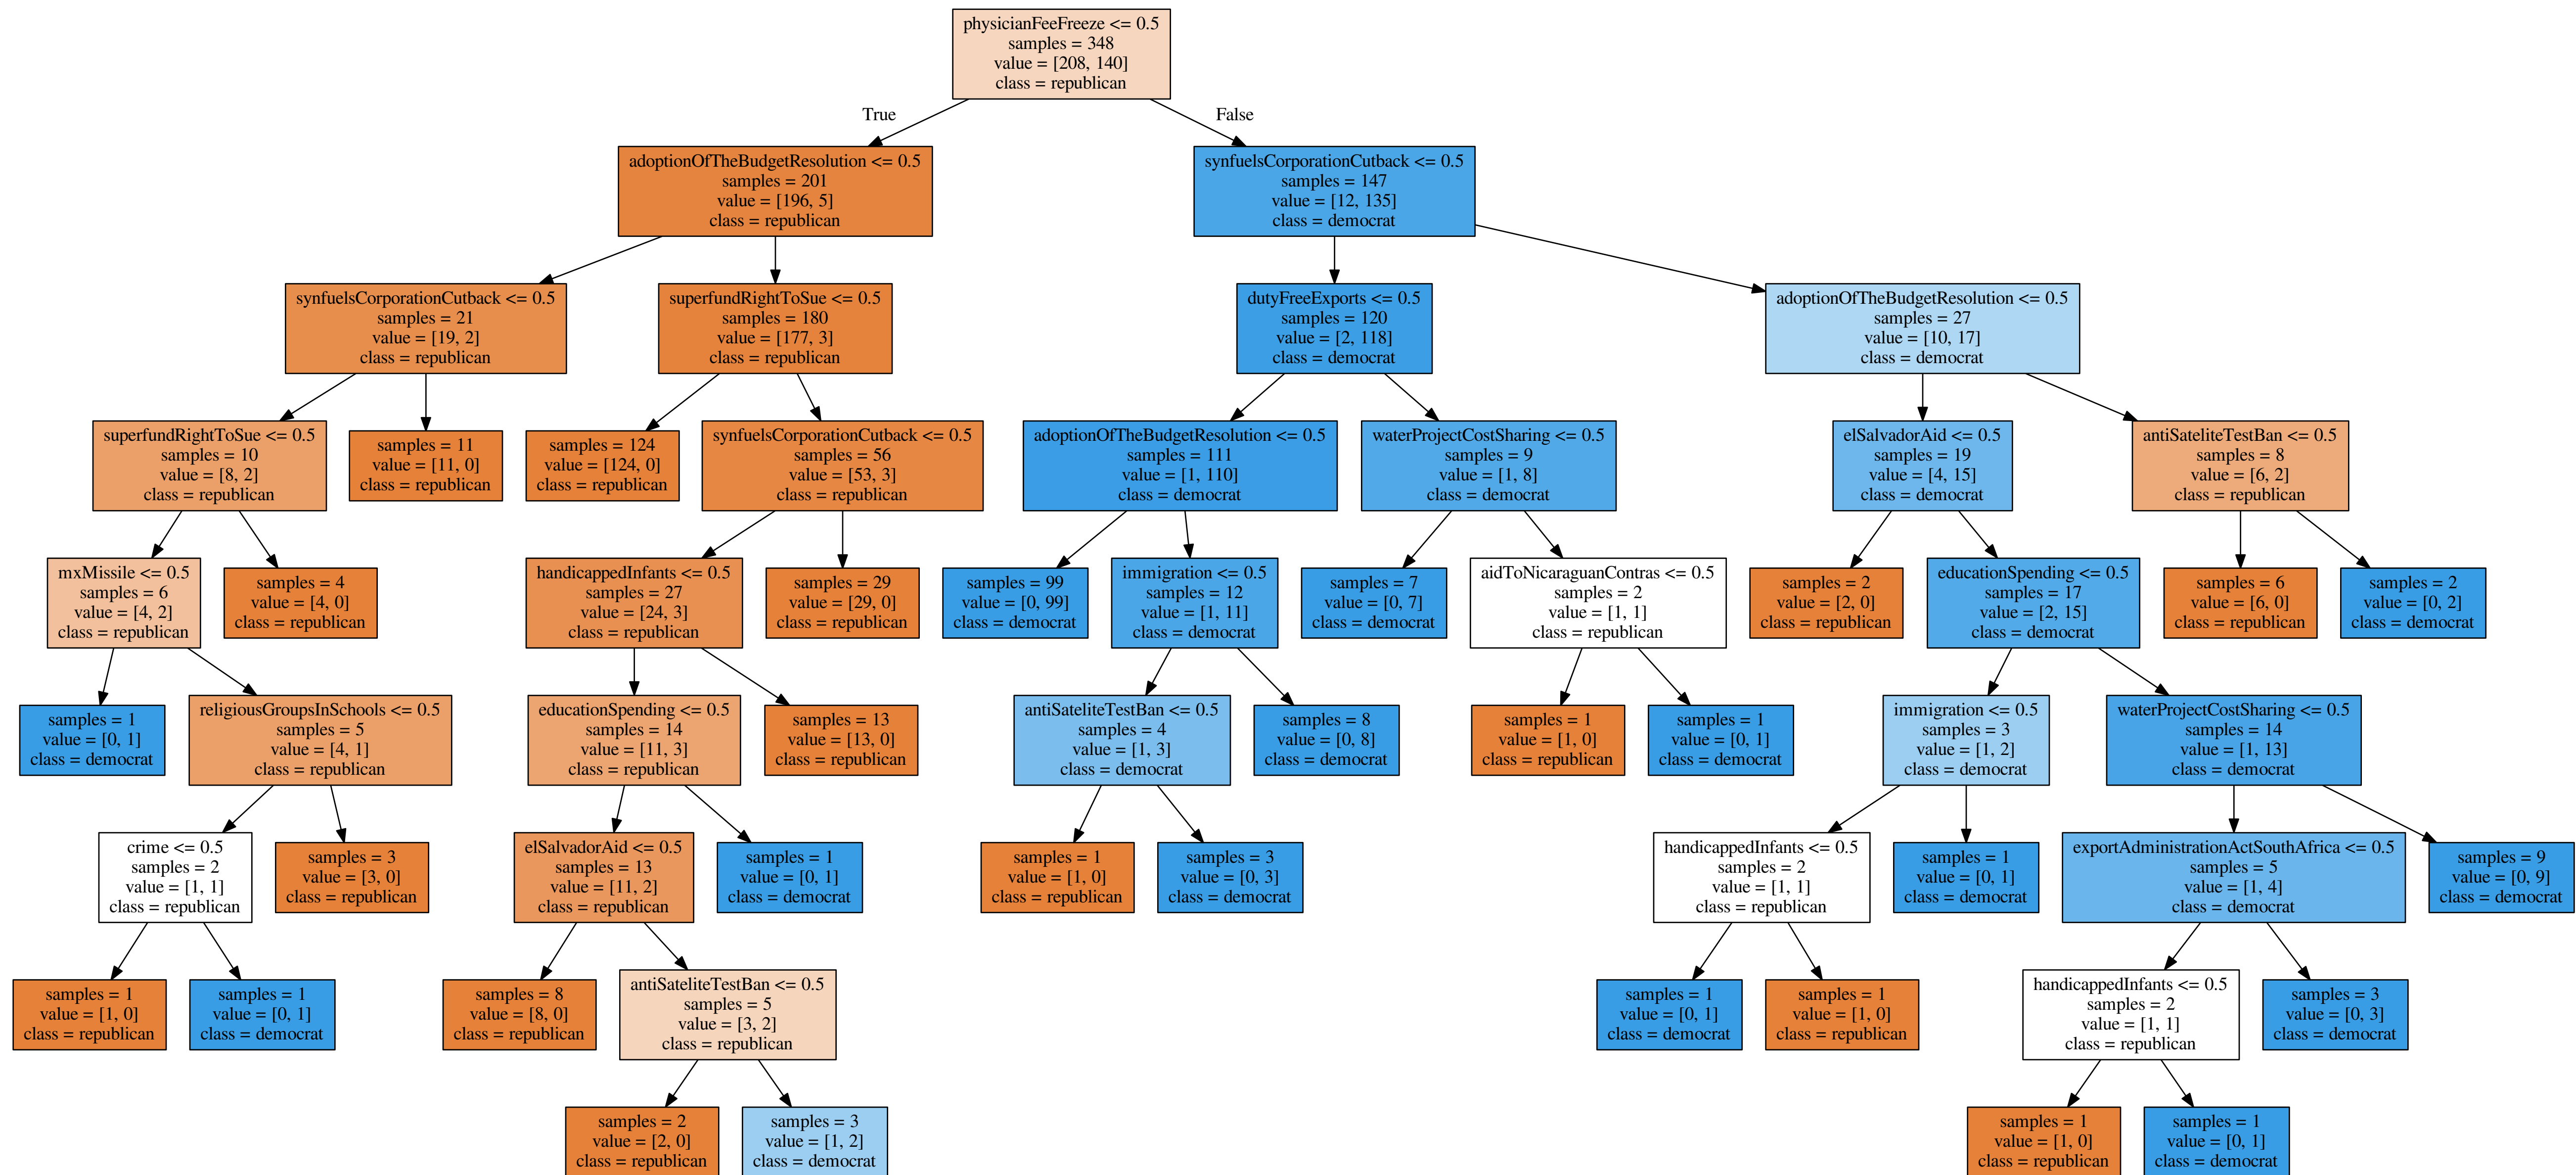 physicianFeeFreeze <= 0.5
samples = 348
value = [208, 140]
class = republican
True
False
adoptionOfTheBudgetResolution <= 0.5
samples = 201
value = [196, 5]
class = republican
synfuelsCorporationCutback <= 0.5
samples = 147
value = [12, 135]
class = democrat
synfuelsCorporationCutback <= 0.5
samples = 21
value = [19, 2]
class = republican
superfundRightToSue <= 0.5
samples = 180
value = [177, 3]
class = republican
dutyFreeExports <= 0.5
samples = 120
value = [2, 118]
class = democrat
adoptionOfTheBudgetResolution <= 0.5
samples = 27
value = [10, 17]
class = democrat
superfundRightToSue <= 0.5
samples = 10
value = [8, 2]
class = republican
samples = 11
value = [11, 0]
class = republican
samples = 124
value = [124, 0]
class = republican
synfuelsCorporationCutback <= 0.5
samples = 56
value = [53, 3]
class = republican
adoptionOfTheBudgetResolution <= 0.5
samples = 111
value = [1, 110]
class = democrat
waterProjectCostSharing <= 0.5
samples = 9
value = [1, 8]
class = democrat
elSalvadorAid <= 0.5
samples = 19
value = [4, 15]
class = democrat
antiSateliteTestBan <= 0.5
samples = 8
value = [6, 2]
class = republican
mxMissile <= 0.5
samples = 6
value = [4, 2]
class = republican
samples = 4
value = [4, 0]
class = republican
handicappedInfants <= 0.5
samples = 27
value = [24, 3]
class = republican
samples = 29
value = [29, 0]
class = republican
samples = 99
value = [0, 99]
class = democrat
immigration <= 0.5
samples = 12
value = [1, 11]
class = democrat
samples = 7
value = [0, 7]
class = democrat
aidToNicaraguanContras <= 0.5
samples = 2
value = [1, 1]
class = republican
samples = 2
value = [2, 0]
class = republican
educationSpending <= 0.5
samples = 17
value = [2, 15]
class = democrat
samples = 6
value = [6, 0]
class = republican
samples = 2
value = [0, 2]
class = democrat
samples = 1
value = [0, 1]
class = democrat
religiousGroupsInSchools <= 0.5
samples = 5
value = [4, 1]
class = republican
educationSpending <= 0.5
samples = 14
value = [11, 3]
class = republican
samples = 13
value = [13, 0]
class = republican
antiSateliteTestBan <= 0.5
samples = 4
value = [1, 3]
class = democrat
samples = 8
value = [0, 8]
class = democrat
samples = 1
value = [1, 0]
class = republican
samples = 1
value = [0, 1]
class = democrat
immigration <= 0.5
samples = 3
value = [1, 2]
class = democrat
waterProjectCostSharing <= 0.5
samples = 14
value = [1, 13]
class = democrat
crime <= 0.5
samples = 2
value = [1, 1]
class = republican
samples = 3
value = [3, 0]
class = republican
elSalvadorAid <= 0.5
samples = 13
value = [11, 2]
class = republican
samples = 1
value = [0, 1]
class = democrat
samples = 1
value = [1, 0]
class = republican
samples = 3
value = [0, 3]
class = democrat
handicappedInfants <= 0.5
samples = 2
value = [1, 1]
class = republican
samples = 1
value = [0, 1]
class = democrat
exportAdministrationActSouthAfrica <= 0.5
samples = 5
value = [1, 4]
class = democrat
samples = 9
value = [0, 9]
class = democrat
samples = 1
value = [1, 0]
class = republican
samples = 1
value = [0, 1]
class = democrat
samples = 8
value = [8, 0]
class = republican
antiSateliteTestBan <= 0.5
samples = 5
value = [3, 2]
class = republican
samples = 1
value = [0, 1]
class = democrat
samples = 1
value = [1, 0]
class = republican
handicappedInfants <= 0.5
samples = 2
value = [1, 1]
class = republican
samples = 3
value = [0, 3]
class = democrat
samples = 2
value = [2, 0]
class = republican
samples = 3
value = [1, 2]
class = democrat
samples = 1
value = [1, 0]
class = republican
samples = 1
value = [0, 1]
class = democrat